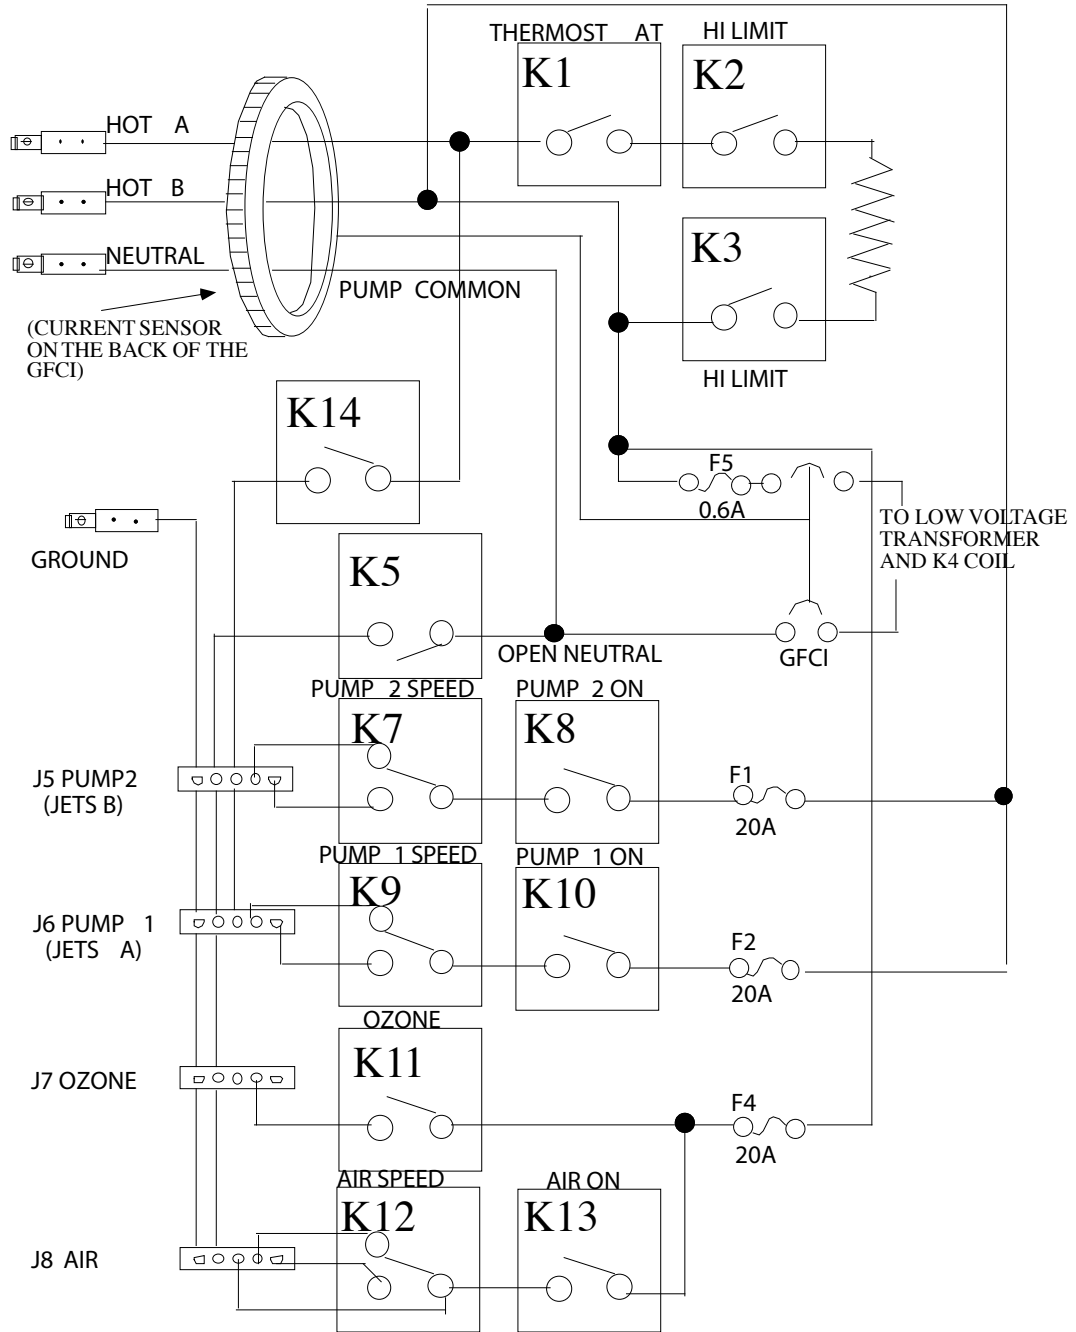 THERMOST AT
HI LIMIT
K1
K2
HOT A
HOT B
K3
NEUTRAL
PUMP COMMON
(CURRENT SENSOR
ON THE BACK OF THE
GFCI)
HI LIMIT
K14
F5
0.6A
TO LOW VOLTAGE
TRANSFORMER
AND K4 COIL
GROUND
K5
OPEN NEUTRAL
GFCI
PUMP 2 SPEED
PUMP 2 ON
K7
K8
J5 PUMP2
(JETS B)
F1
20A
PUMP 1 SPEED
PUMP 1 ON
K9
K10
J6 PUMP 1
(JETS A)
F2
20A
OZONE
K11
J7 OZONE
F4
20A
AIR SPEED
AIR ON
K12
K13
J8 AIR